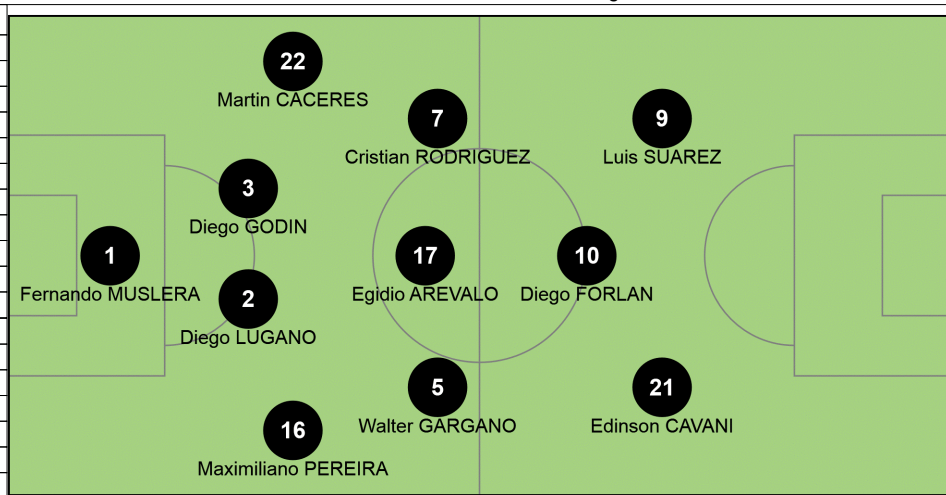 22
Martin CACERES
7
Cristian RODRIGUEZ
9
Luis SUAREZ
3
Diego GODIN
1
Fernando MUSLERA
17
Egidio AREVALO
10
Diego FORLAN
2
Diego LUGANO
5
Walter GARGANO
21
Edinson CAVANI
16
Maximiliano PEREIRA